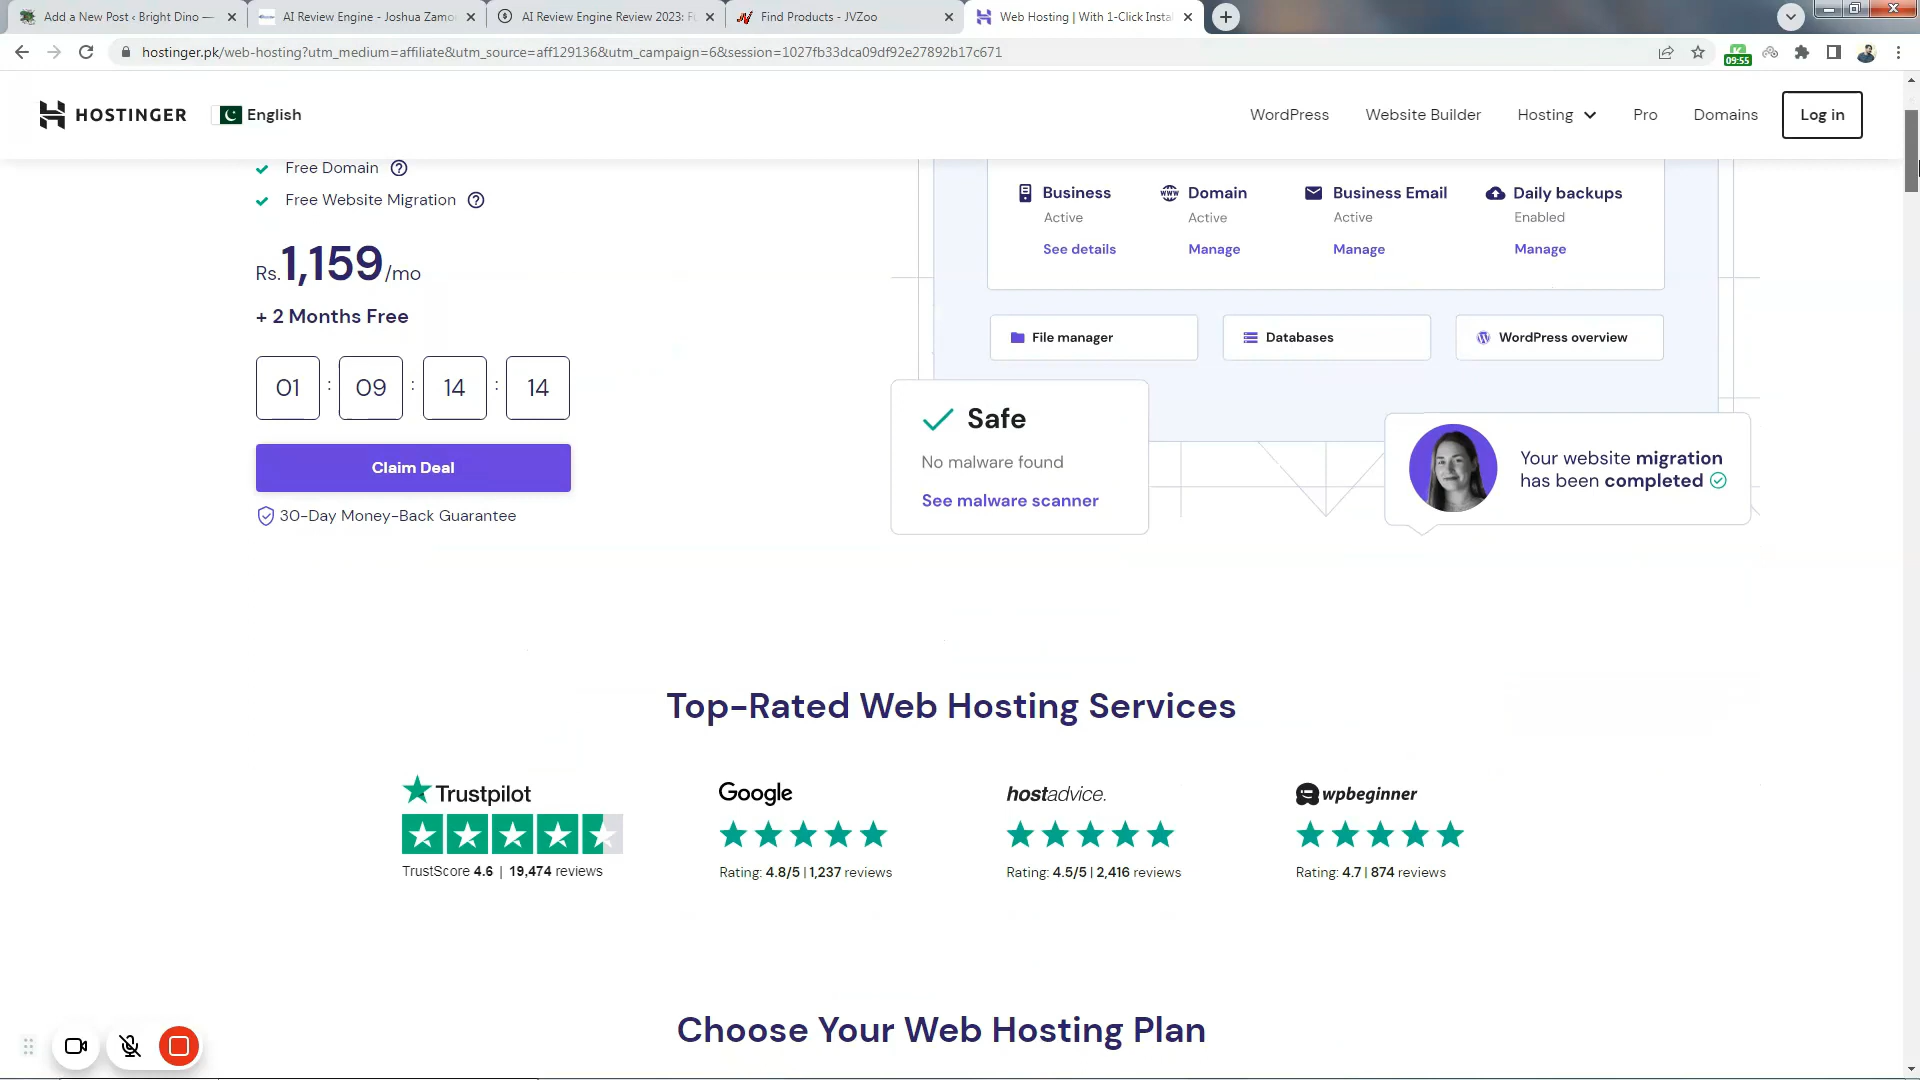 Add a New Post ‹ Bright Dino —
AI Review Engine - Joshua Zamo
AI Review Engine Review 2023: F
Find Products - JVZoo
Web Hosting | With 1-Click Insta
hostinger.pk/web-hosting?utm_medium=affiliate&utm_source=aff129136&utm_campaign=6&session=1027fb33dca09df92e27892b17c671
09:55
HOSTINGER
English
WordPress
Website Builder
Hosting
Pro
Domains
Log in
Free Domain
Free Website Migration
Rs.1,159/mo
+ 2 Months Free
01 : 09 : 14 : 14
Claim Deal
30-Day Money-Back Guarantee
Business
Active
See details
Domain
Active
Manage
Business Email
Active
Manage
Daily backups
Enabled
Manage
File manager
Databases
WordPress overview
Safe
No malware found
See malware scanner
Your website migration
has been completed
Top-Rated Web Hosting Services
Trustpilot
TrustScore 4.6 | 19,474 reviews
Google
Rating: 4.8/5 | 1,237 reviews
hostadvice.
Rating: 4.5/5 | 2,416 reviews
wpbeginner
Rating: 4.7 | 874 reviews
Choose Your Web Hosting Plan